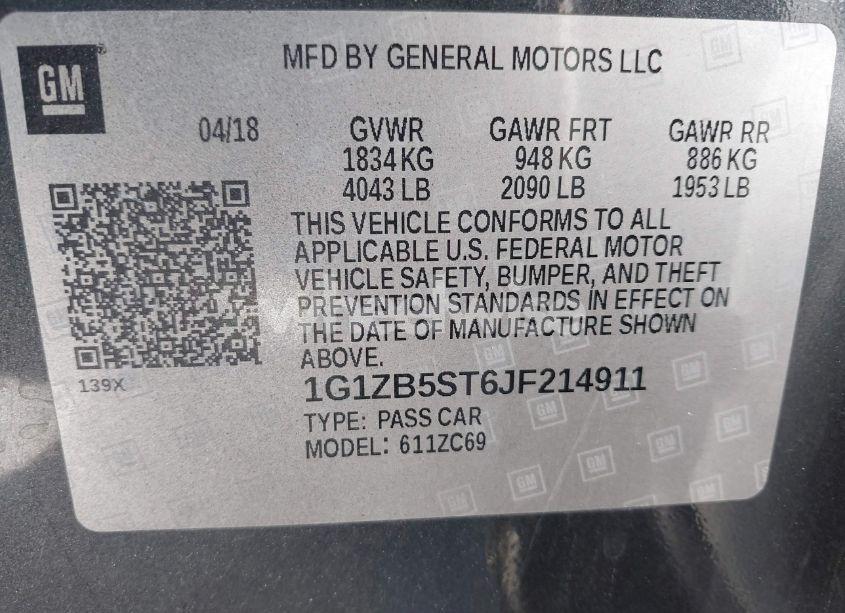 GM
MFD BY GENERAL MOTORS LLC
04/18 GVWR GAWR FRT GAWR RR
1834 KG 948 KG 886 KG
4043 LB 2090 LB 1953 LB
THIS VEHICLE CONFORMS TO ALL
APPLICABLE U.S. FEDERAL MOTOR
VEHICLE SAFETY, BUMPER, AND THEFT
PREVENTION STANDARDS IN EFFECT ON
THE DATE OF MANUFACTURE SHOWN
ABOVE.
139X
1G1ZB5ST6JF214911
TYPE: PASS CAR
MODEL: 611ZC69